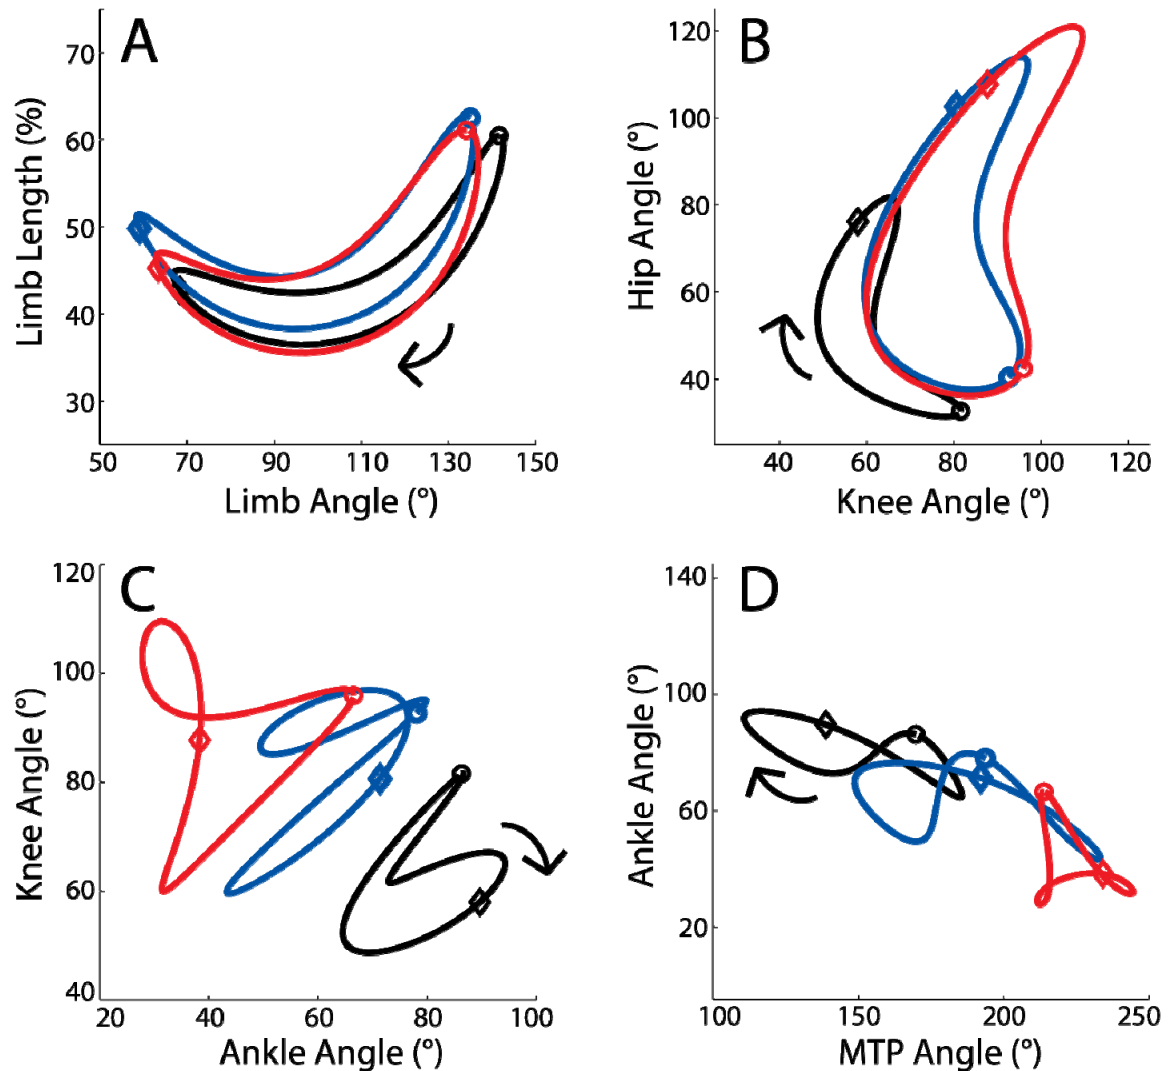 A
Limb Length (%)
70
60
50
40
30
50 70 90 110 130 150
Limb Angle (°)
B
Hip Angle (°)
120
100
80
60
40
40 60 80 100 120
Knee Angle (°)
C
Knee Angle (°)
120
100
80
60
40
20 40 60 80 100
Ankle Angle (°)
D
Ankle Angle (°)
140
100
60
20
100 150 200 250
MTP Angle (°)